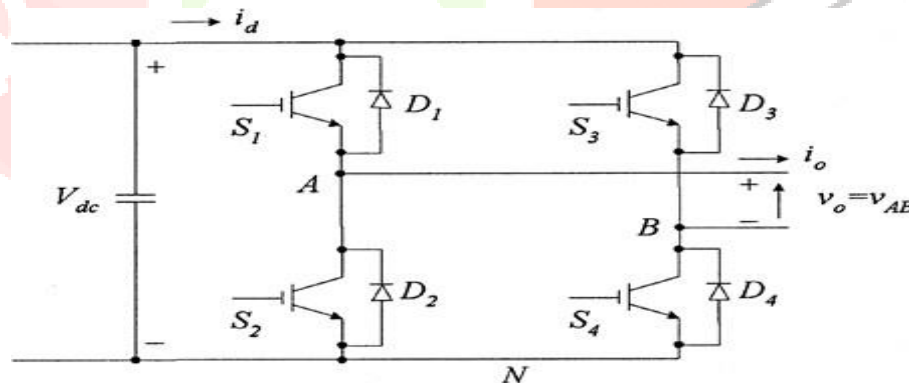 i_d
+
S_1
D_1
S_3
D_3
i_o
V_dc
A
+
v_o=v_AB
B
−
S_2
D_2
S_4
D_4
−
N